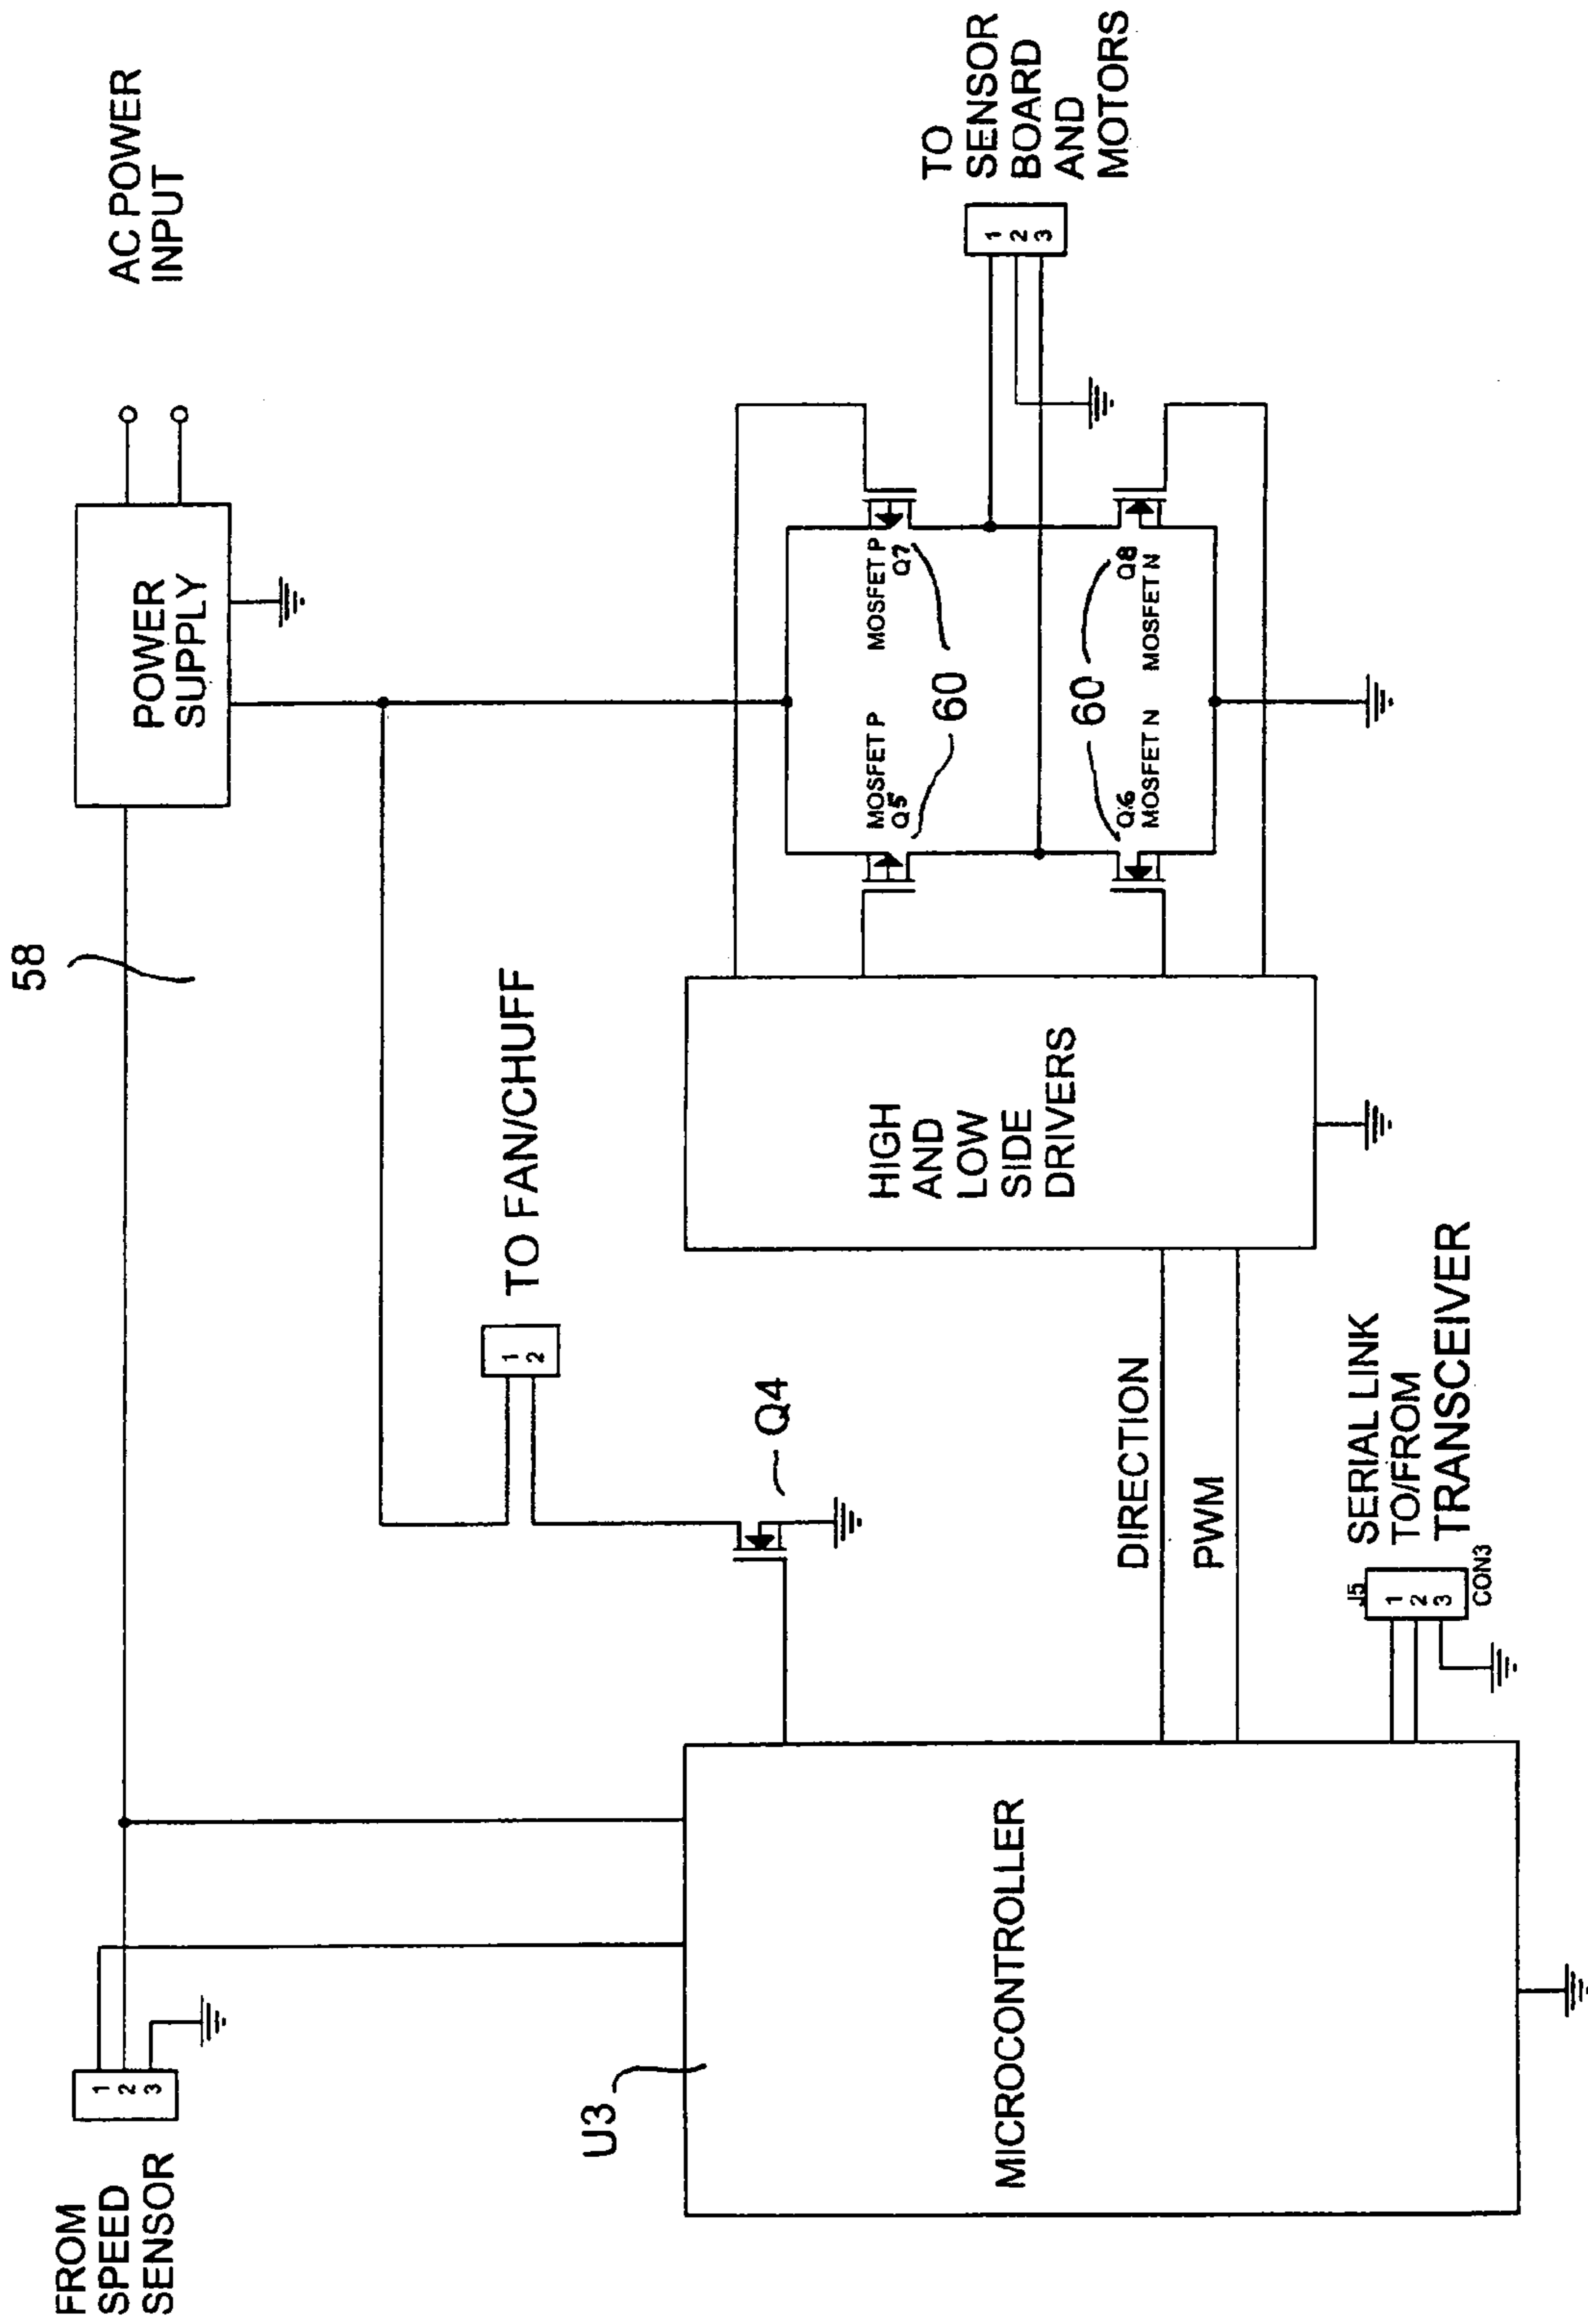 FROM
SPEED
SENSOR
1
2
3
58
POWER
SUPPLY
AC POWER
INPUT
TO FAN/CHUFF
1
2
Q4
U3
MICROCONTROLLER
DIRECTION
PWM
SERIAL LINK
TO/FROM
TRANSCEIVER
J5
1
2
3
CON3
HIGH
AND
LOW
SIDE
DRIVERS
MOSFET P
Q5
MOSFET P
Q7
60
60
Q6
MOSFET N
Q8
MOSFET N
1
2
3
TO
SENSOR
BOARD
AND
MOTORS